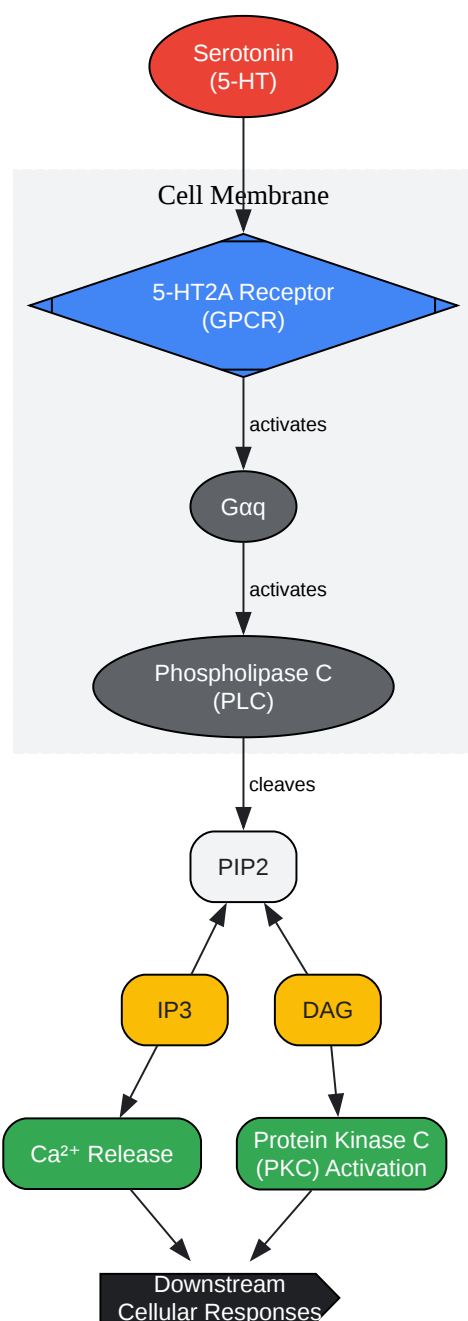 Serotonin
(5-HT)
Cell Membrane
5-HT2A Receptor
(GPCR)
activates
Gαq
activates
Phospholipase C
(PLC)
cleaves
PIP2
IP3
DAG
Ca²⁺ Release
Protein Kinase C
(PKC) Activation
Downstream
Cellular Responses